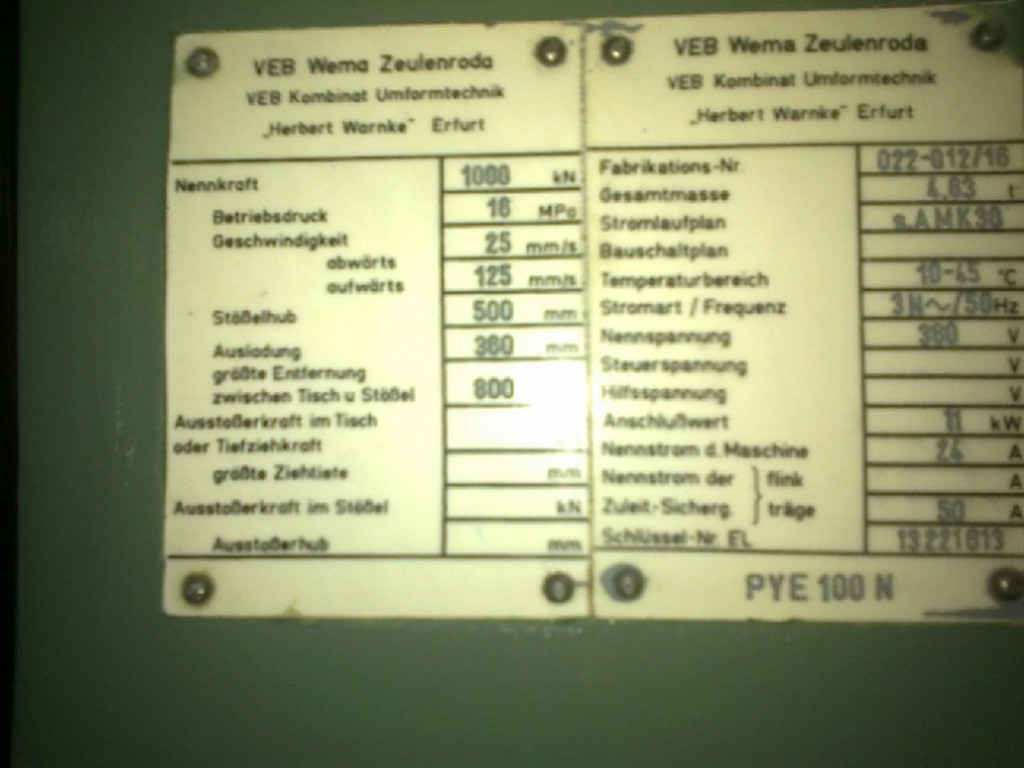 VEB Wema Zeulenroda
VEB Kombinat Umformtechnik
„Herbert Warnke" Erfurt
Nennkraft 1000 kN
Betriebsdruck 16 MPa
Geschwindigkeit 25 mm/s
abwärts
aufwärts 125 mm/s
Stößelhub 500 mm
Ausladung 360 mm
größte Entfernung
zwischen Tisch u Stößel 800
Ausstoßerkraft im Tisch
oder Tiefziehkraft
größte Ziehtiefe mm
Ausstoßerkraft im Stößel kN
Ausstoßerhub mm
VEB Wema Zeulenroda
VEB Kombinat Umformtechnik
„Herbert Warnke" Erfurt
Fabrikations-Nr. 022-012/16
Gesamtmasse 4,63 t
Stromlaufplan s.AMK30
Bauschaltplan
Temperaturbereich 10-45 °C
Stromart / Frequenz 3N~/50Hz
Nennspannung 380 V
Steuerspannung V
Hilfsspannung V
Anschlußwert 11 kW
Nennstrom d. Maschine 24 A
Nennstrom der } flink A
Zuleit.-Sicherg. träge 50 A
Schlüssel-Nr. EL 13221613
PYE 100 N